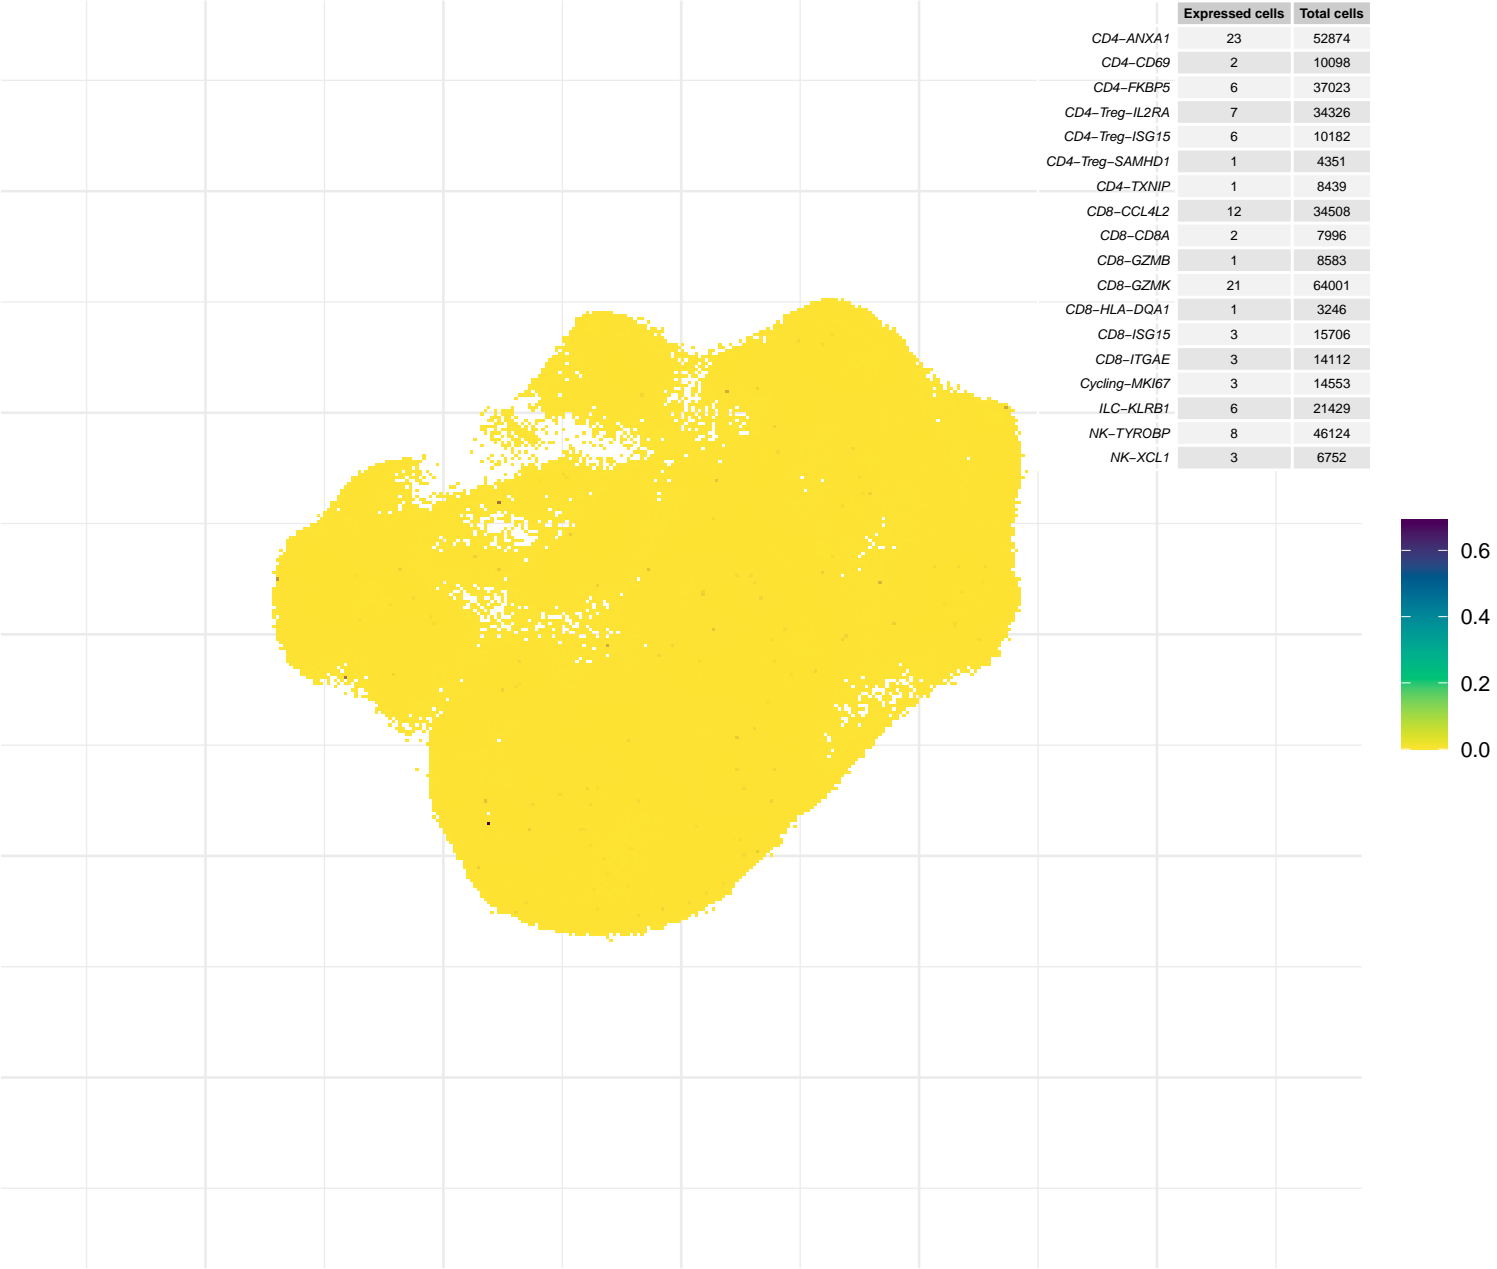 Expressed cells Total cells
CD4−ANXA1 23 52874
CD4−CD69 2 10098
CD4−FKBP5 6 37023
CD4−Treg−IL2RA 7 34326
CD4−Treg−ISG15 6 10182
CD4−Treg−SAMHD1 1 4351
CD4−TXNIP 1 8439
CD8−CCL4L2 12 34508
CD8−CD8A 2 7996
CD8−GZMB 1 8583
CD8−GZMK 21 64001
CD8−HLA−DQA1 1 3246
CD8−ISG15 3 15706
CD8−ITGAE 3 14112
Cycling−MKI67 3 14553
ILC−KLRB1 6 21429
NK−TYROBP 8 46124
NK−XCL1 3 6752
0.6
0.4
0.2
0.0